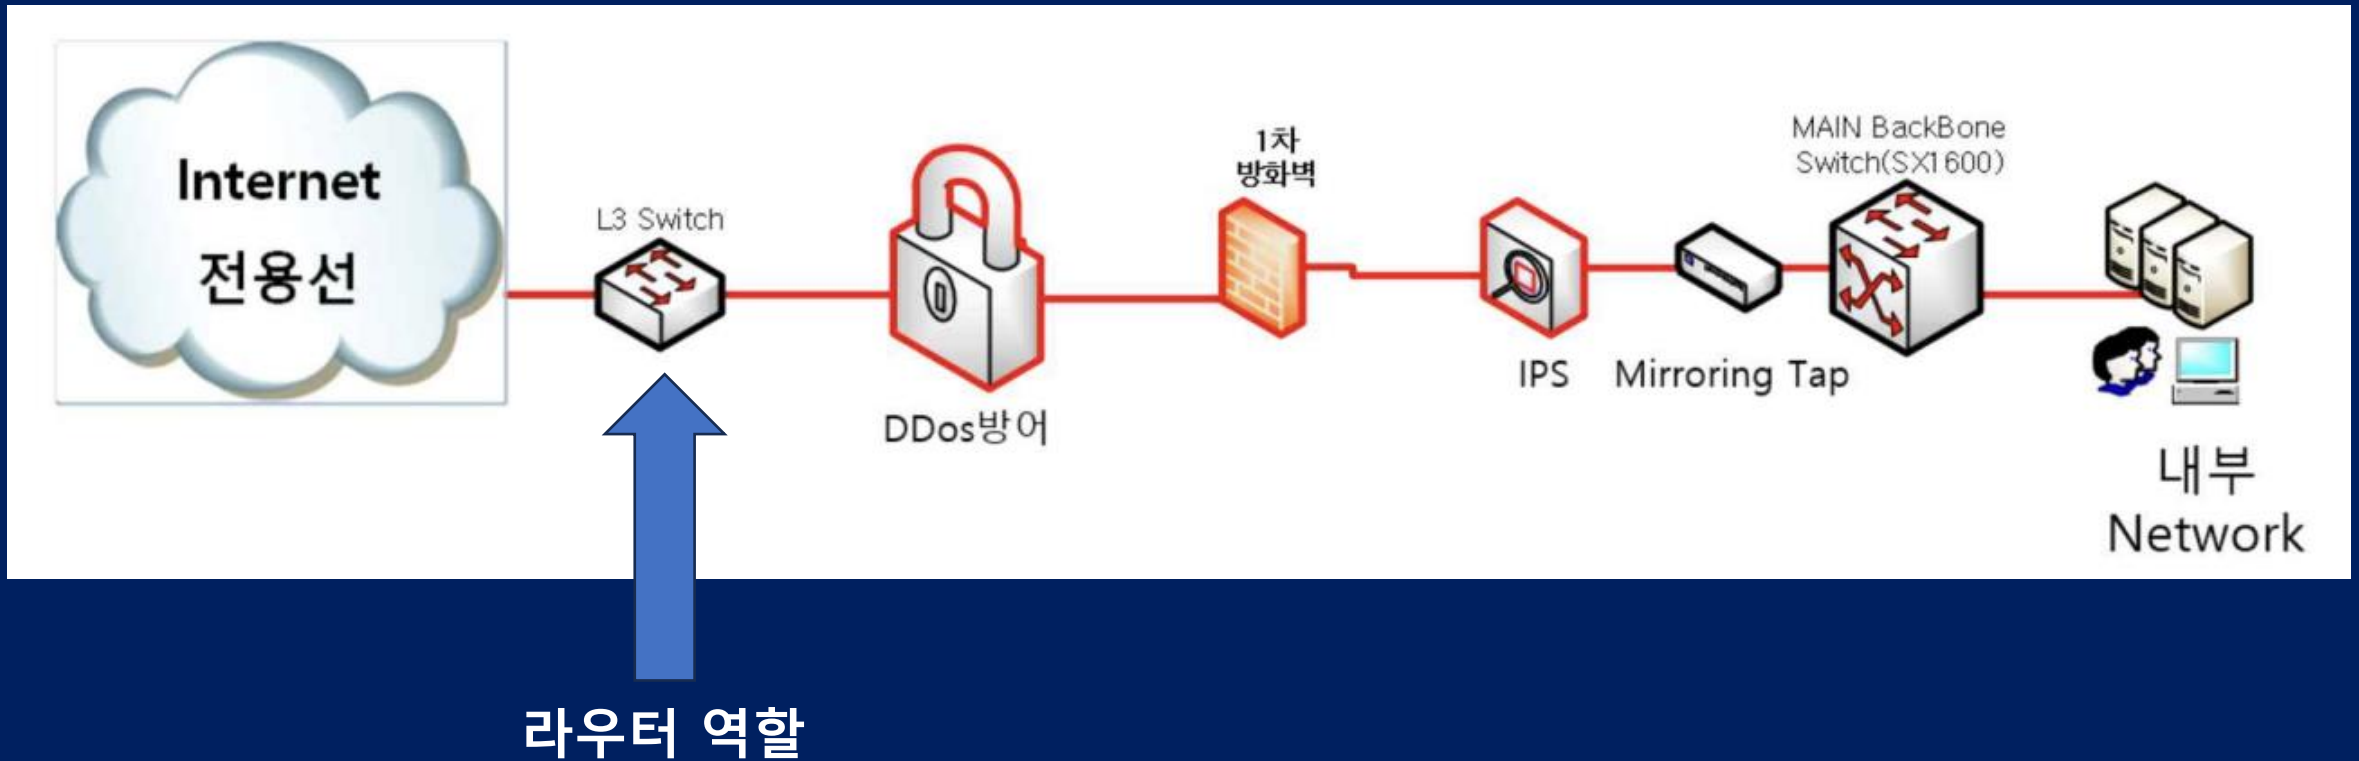 Internet
전용선
L3 Switch
DDos방어
1차
방화벽
IPS
Mirroring Tap
MAIN BackBone
Switch(SX1600)
내부
Network
라우터 역할